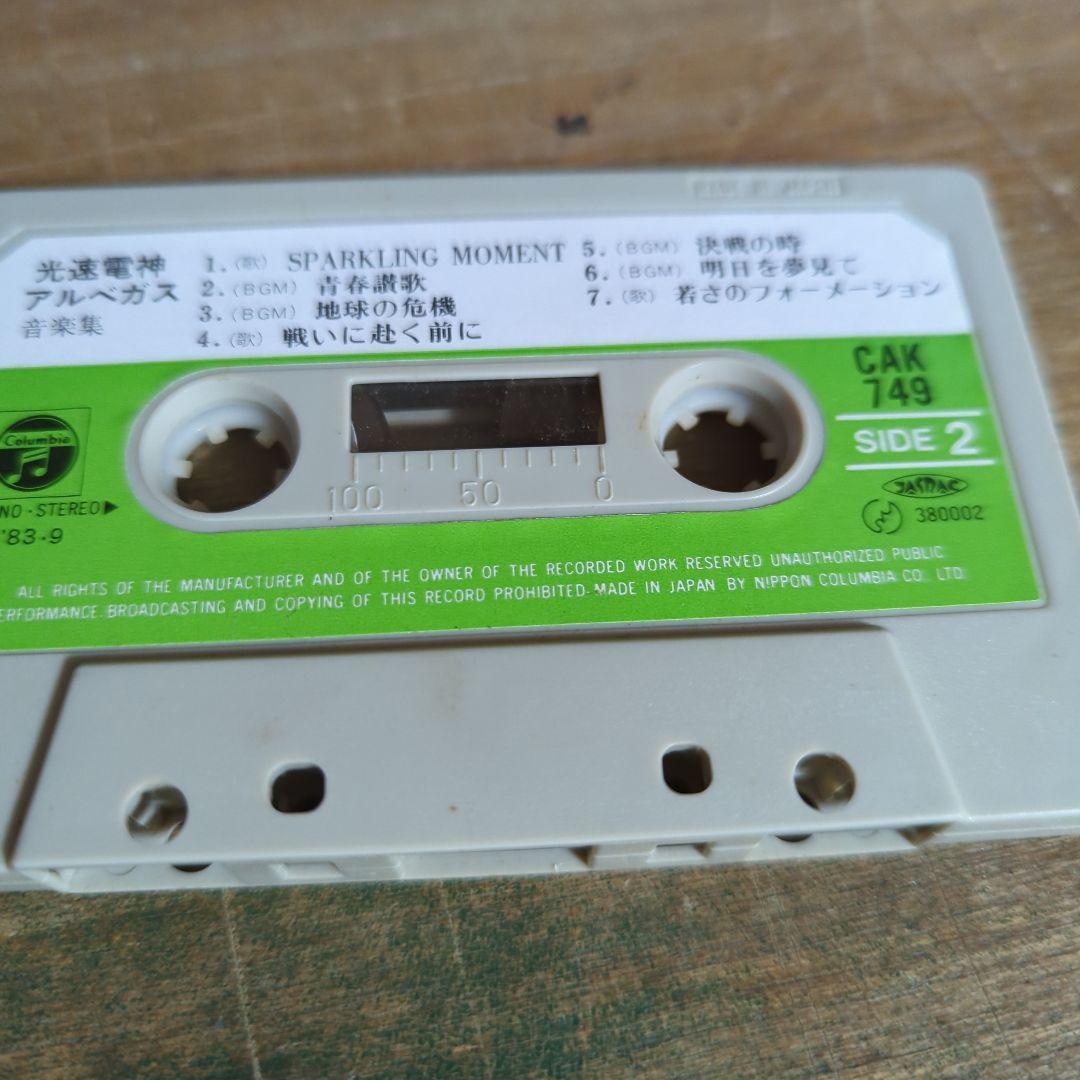 光速電神
アルベガス
音楽集
1.(歌) SPARKLING MOMENT
2.(BGM) 青春讃歌
3.(BGM) 地球の危機
4.(歌) 戦いに赴く前に
5.(BGM) 決戦の時
6.(BGM) 明日を夢見て
7.(歌) 若さのフォーメーション
CAK
749
SIDE 2
JASRAC
380002
Columbia
NO-STEREO▶
'83・9
100 50 0
ALL RIGHTS OF THE MANUFACTURER AND OF THE OWNER OF THE RECORDED WORK RESERVED UNAUTHORIZED PUBLIC
PERFORMANCE. BROADCASTING AND COPYING OF THIS RECORD PROHIBITED. MADE IN JAPAN BY NIPPON COLUMBIA CO. LTD.